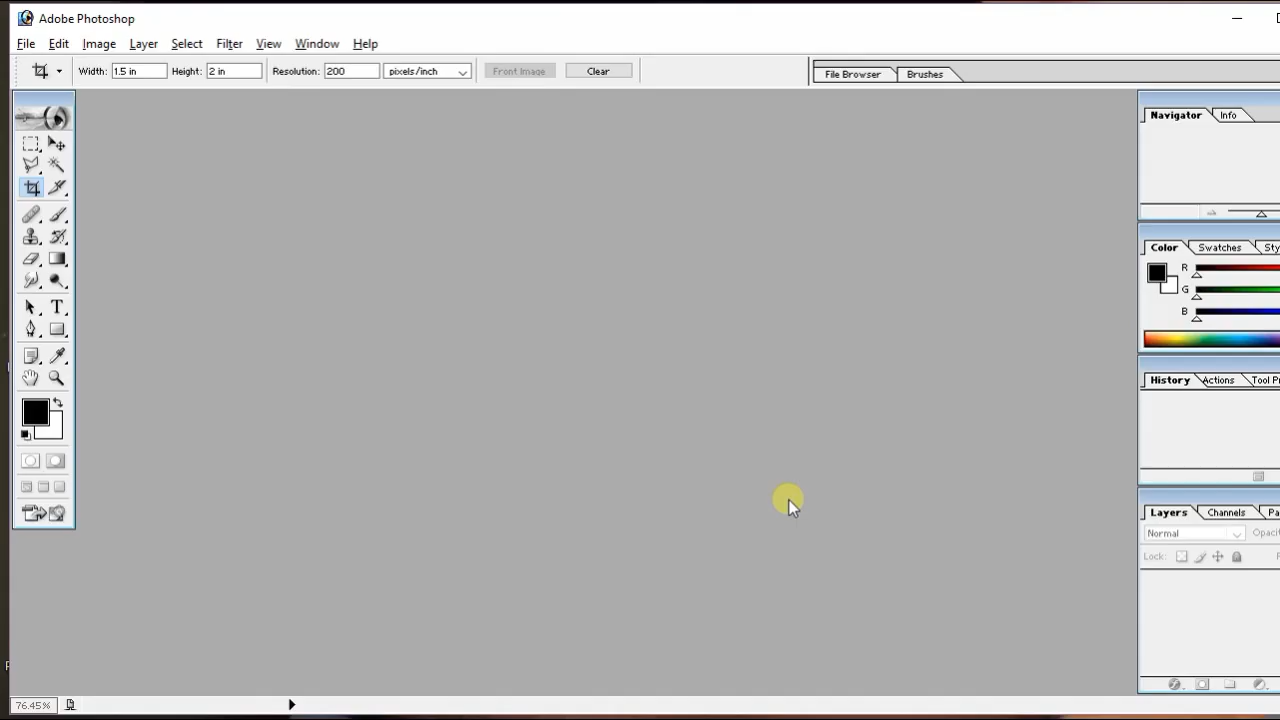 Adobe Photoshop
File Edit Image Layer Select Filter View Window Help
Width: 1.5 in Height: 2 in Resolution: 200 pixels/inch Front Image Clear
File Browser Brushes
Navigator Info
Color Swatches Sty
R
G
B
T
History Actions Tool Pr
Layers Channels Pa
Normal Opacit
Lock: F
P
76.45%